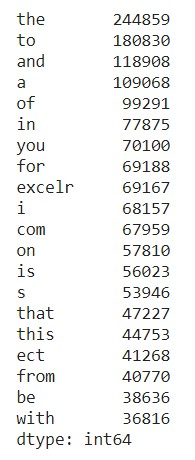 the 244859
to 180830
and 118908
a 109068
of 99291
in 77875
you 70100
for 69188
excelr 69167
i 68157
com 67959
on 57810
is 56023
s 53946
that 47227
this 44753
ect 41268
from 40770
be 38636
with 36816
dtype: int64